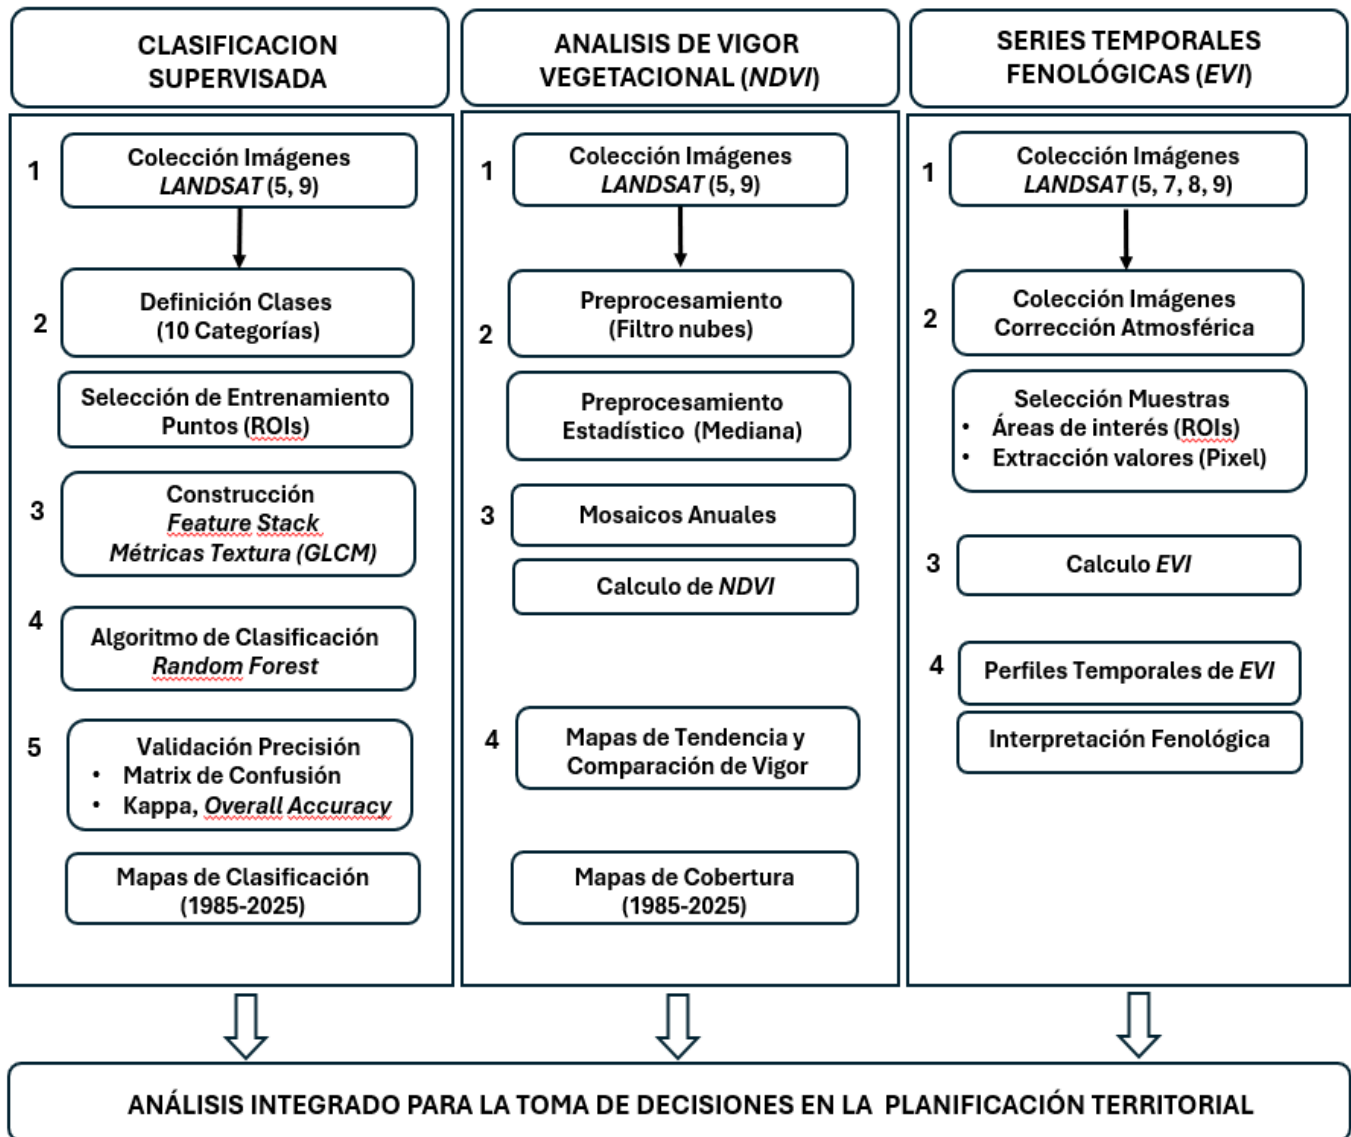 CLASIFICACION
SUPERVISADA
1
Colección Imágenes
LANDSAT (5, 9)
2
Definición Clases
(10 Categorías)
Selección de Entrenamiento
Puntos (ROIs)
3
Construcción
Feature Stack
Métricas Textura (GLCM)
4
Algoritmo de Clasificación
Random Forest
5
Validación Precisión
• Matrix de Confusión
• Kappa, Overall Accuracy
Mapas de Clasificación
(1985-2025)
ANALISIS DE VIGOR
VEGETACIONAL (NDVI)
1
Colección Imágenes
LANDSAT (5, 9)
2
Preprocesamiento
(Filtro nubes)
Preprocesamiento
Estadístico (Mediana)
3
Mosaicos Anuales
Calculo de NDVI
4
Mapas de Tendencia y
Comparación de Vigor
Mapas de Cobertura
(1985-2025)
SERIES TEMPORALES
FENOLÓGICAS (EVI)
1
Colección Imágenes
LANDSAT (5, 7, 8, 9)
2
Colección Imágenes
Corrección Atmosférica
Selección Muestras
• Áreas de interés (ROIs)
• Extracción valores (Pixel)
3
Calculo EVI
4
Perfiles Temporales de EVI
Interpretación Fenológica
ANÁLISIS INTEGRADO PARA LA TOMA DE DECISIONES EN LA PLANIFICACIÓN TERRITORIAL